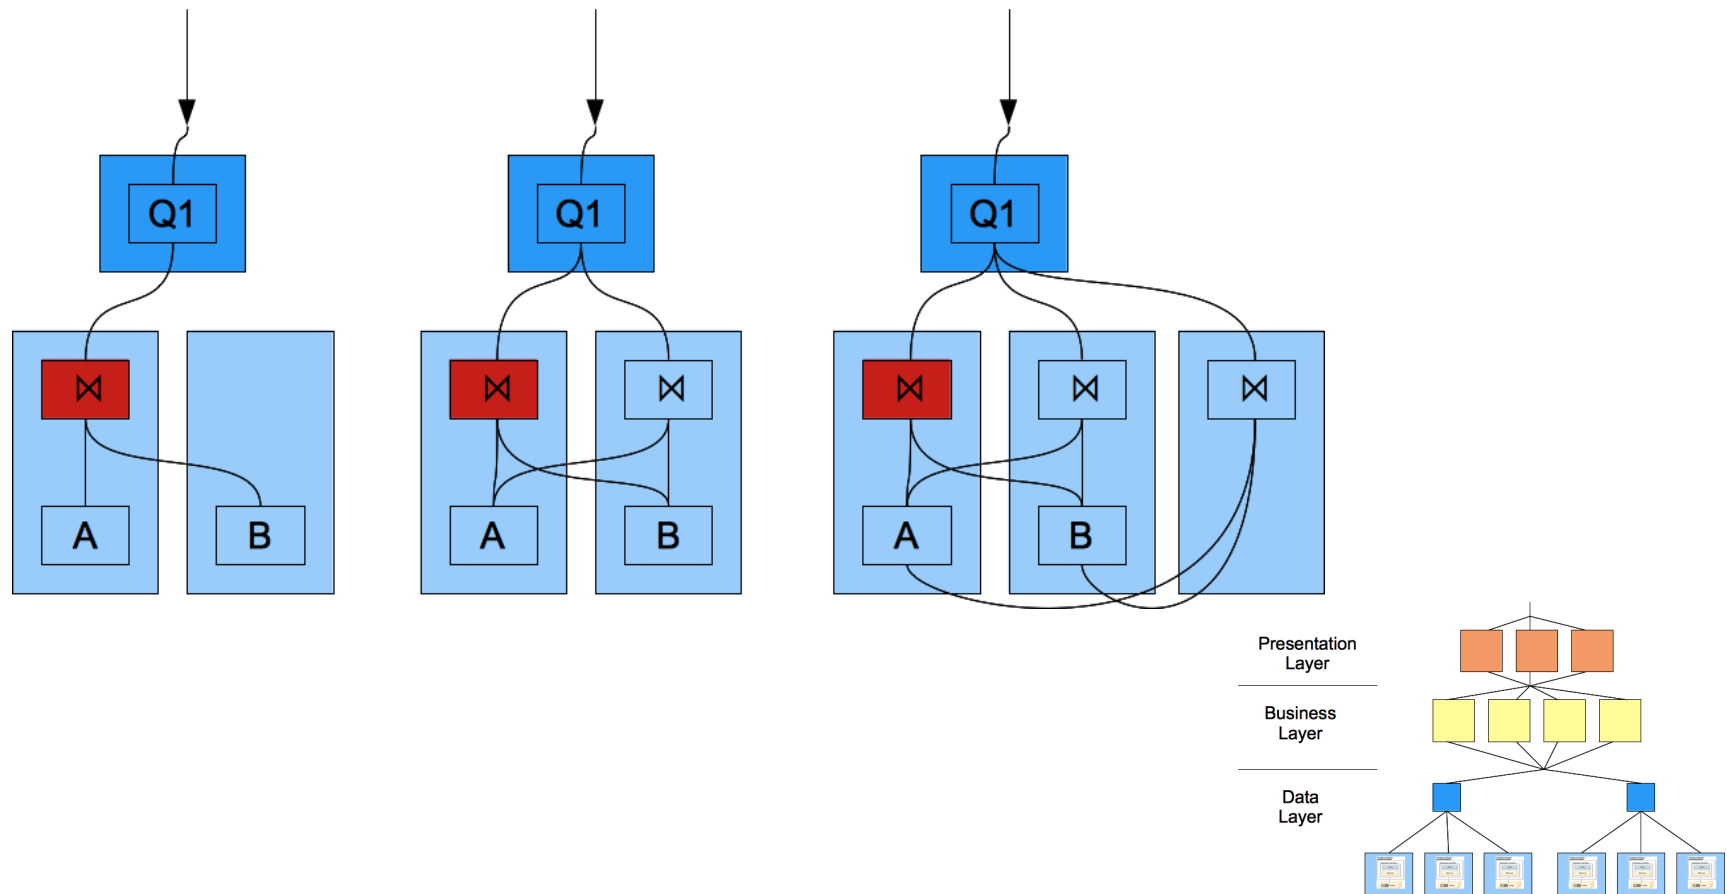 Q1
Q1
Q1
⋈
⋈
⋈
⋈
⋈
⋈
A
B
A
B
A
B
Presentation
Layer
Business
Layer
Data
Layer